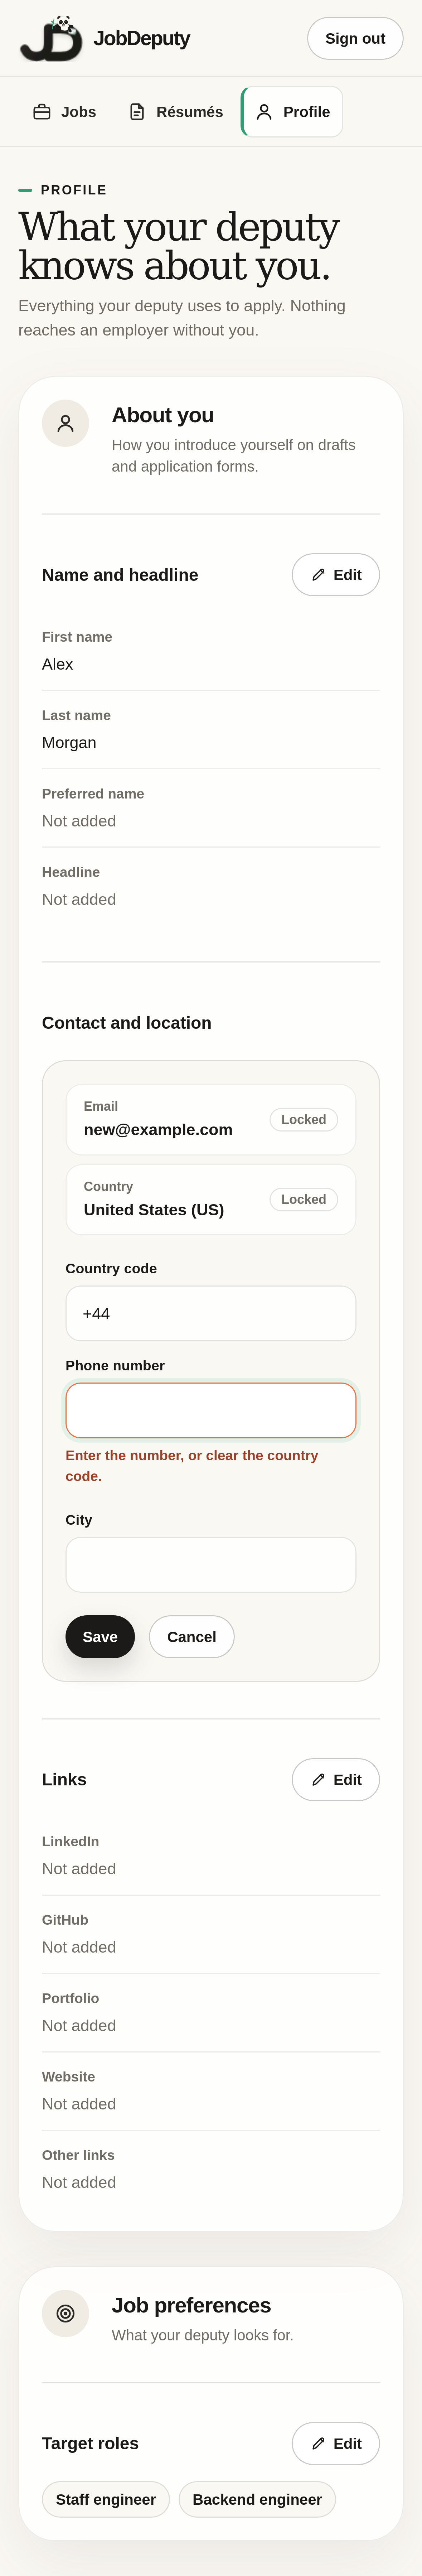 JD JobDeputy
Sign out
Jobs
Résumés
Profile
PROFILE
What your deputy
knows about you.
Everything your deputy uses to apply. Nothing
reaches an employer without you.
About you
How you introduce yourself on drafts
and application forms.
Name and headline
Edit
First name
Alex
Last name
Morgan
Preferred name
Not added
Headline
Not added
Contact and location
Email
new@example.com
Locked
Country
United States (US)
Locked
Country code
+44
Phone number
Enter the number, or clear the country
code.
City
Save
Cancel
Links
Edit
LinkedIn
Not added
GitHub
Not added
Portfolio
Not added
Website
Not added
Other links
Not added
Job preferences
What your deputy looks for.
Target roles
Edit
Staff engineer
Backend engineer